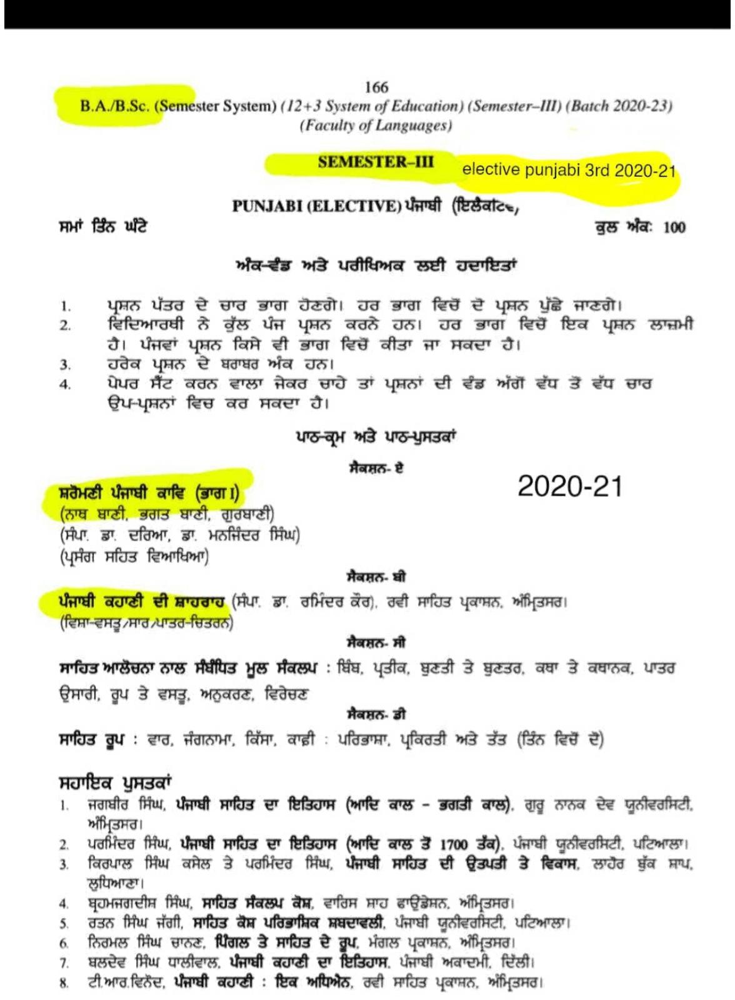 166
B.A./B.Sc. (Semester System) (12+3 System of Education) (Semester–III) (Batch 2020-23)
(Faculty of Languages)
SEMESTER–III
elective punjabi 3rd 2020-21
PUNJABI (ELECTIVE) ਪੰਜਾਬੀ
ਸਮਾਂ ਤਿੰਨ ਘੰਟੇ ਕੁਲ ਅੰਕ: 100
ਅੰਕ-ਵੰਡ ਅਤੇ ਪਰੀਖਿਅਕ ਲਈ ਹਦਾਇਤਾਂ
1. ਪ੍ਰਸ਼ਨ ਪੱਤਰ ਦੇ ਚਾਰ ਭਾਗ ਹੋਣਗੇ। ਹਰ ਭਾਗ ਵਿਚੋਂ ਦੋ ਪ੍ਰਸ਼ਨ ਪੁੱਛੇ ਜਾਣਗੇ।
2. ਵਿਦਿਆਰਥੀ ਨੇ ਕੁੱਲ ਪੰਜ ਪ੍ਰਸ਼ਨ ਕਰਨੇ ਹਨ। ਹਰ ਭਾਗ ਵਿਚੋਂ ਇਕ ਪ੍ਰਸ਼ਨ ਲਾਜ਼ਮੀ
ਹੈ। ਪੰਜਵਾਂ ਪ੍ਰਸ਼ਨ ਕਿਸੇ ਵੀ ਭਾਗ ਵਿਚੋਂ ਕੀਤਾ ਜਾ ਸਕਦਾ ਹੈ।
3. ਹਰੇਕ ਪ੍ਰਸ਼ਨ ਦੇ ਬਰਾਬਰ ਅੰਕ ਹਨ।
4. ਪੇਪਰ ਸੈੱਟ ਕਰਨ ਵਾਲਾ ਜੇਕਰ ਚਾਹੇ ਤਾਂ ਪ੍ਰਸ਼ਨਾਂ ਦੀ ਵੰਡ ਅੱਗੋਂ ਵੱਧ ਤੋਂ ਵੱਧ ਚਾਰ
ਉਪ-ਪ੍ਰਸ਼ਨਾਂ ਵਿਚ ਕਰ ਸਕਦਾ ਹੈ।
ਪਾਠ-ਕ੍ਰਮ ਅਤੇ ਪਾਠ-ਪੁਸਤਕਾਂ
ਸੈਕਸ਼ਨ- ਏ
2020-21
ਸ਼ਰੋਮਣੀ ਪੰਜਾਬੀ ਕਾਵਿ (ਭਾਗ I)
(ਨਾਥ ਬਾਣੀ, ਭਗਤ ਬਾਣੀ, ਗੁਰਬਾਣੀ)
(ਸੰਪਾ. ਡਾ. ਦਰਿਆ, ਡਾ. ਮਨਜਿੰਦਰ ਸਿੰਘ)
(ਪ੍ਰਸੰਗ ਸਹਿਤ ਵਿਆਖਿਆ)
ਸੈਕਸ਼ਨ- ਬੀ
ਪੰਜਾਬੀ ਕਹਾਣੀ ਦੀ ਸ਼ਾਹਰਾਹ (ਸੰਪਾ. ਡਾ. ਰਮਿੰਦਰ ਕੌਰ), ਰਵੀ ਸਾਹਿਤ ਪ੍ਰਕਾਸ਼ਨ, ਅੰਮ੍ਰਿਤਸਰ।
(ਵਿਸ਼ਾ-ਵਸਤੂ/ਸਾਰ/ਪਾਤਰ-ਚਿਤਰਨ)
ਸੈਕਸ਼ਨ- ਸੀ
ਸਾਹਿਤ ਆਲੋਚਨਾ ਨਾਲ ਸੰਬੰਧਿਤ ਮੂਲ ਸੰਕਲਪ : ਬਿੰਬ, ਪ੍ਰਤੀਕ, ਬੁਣਤੀ ਤੇ ਬੁਣਤਰ, ਕਥਾ ਤੇ ਕਥਾਨਕ, ਪਾਤਰ
ਉਸਾਰੀ, ਰੂਪ ਤੇ ਵਸਤੂ, ਅਨੁਕਰਣ, ਵਿਰੇਚਣ
ਸੈਕਸ਼ਨ- ਡੀ
ਸਾਹਿਤ ਰੂਪ : ਵਾਰ, ਜੰਗਨਾਮਾ, ਕਿੱਸਾ, ਕਾਫ਼ੀ : ਪਰਿਭਾਸ਼ਾ, ਪ੍ਰਕਿਰਤੀ ਅਤੇ ਤੱਤ (ਤਿੰਨ ਵਿਚੋਂ ਦੋ)
ਸਹਾਇਕ ਪੁਸਤਕਾਂ
1. ਜਗਬੀਰ ਸਿੰਘ, ਪੰਜਾਬੀ ਸਾਹਿਤ ਦਾ ਇਤਿਹਾਸ (ਆਦਿ ਕਾਲ – ਭਗਤੀ ਕਾਲ), ਗੁਰੂ ਨਾਨਕ ਦੇਵ ਯੂਨੀਵਰਸਿਟੀ,
ਅੰਮ੍ਰਿਤਸਰ।
2. ਪਰਮਿੰਦਰ ਸਿੰਘ, ਪੰਜਾਬੀ ਸਾਹਿਤ ਦਾ ਇਤਿਹਾਸ (ਆਦਿ ਕਾਲ ਤੋਂ 1700 ਤੱਕ), ਪੰਜਾਬੀ ਯੂਨੀਵਰਸਿਟੀ, ਪਟਿਆਲਾ।
3. ਕਿਰਪਾਲ ਸਿੰਘ ਕਸੇਲ ਤੇ ਪਰਮਿੰਦਰ ਸਿੰਘ, ਪੰਜਾਬੀ ਸਾਹਿਤ ਦੀ ਉਤਪਤੀ ਤੇ ਵਿਕਾਸ, ਲਾਹੌਰ ਬੁੱਕ ਸ਼ਾਪ,
ਲੁਧਿਆਣਾ।
4. ਬ੍ਰਹਮਜਗਦੀਸ਼ ਸਿੰਘ, ਸਾਹਿਤ ਸੰਕਲਪ ਕੋਸ਼, ਵਾਰਿਸ ਸ਼ਾਹ ਫਾਉਂਡੇਸ਼ਨ, ਅੰਮ੍ਰਿਤਸਰ।
5. ਰਤਨ ਸਿੰਘ ਜੱਗੀ, ਸਾਹਿਤ ਕੋਸ਼ ਪਰਿਭਾਸ਼ਿਕ ਸ਼ਬਦਾਵਲੀ, ਪੰਜਾਬੀ ਯੂਨੀਵਰਸਿਟੀ, ਪਟਿਆਲਾ।
6. ਨਿਰਮਲ ਸਿੰਘ ਚਾਨਣ, ਪਿੰਗਲ ਤੇ ਸਾਹਿਤ ਦੇ ਰੂਪ, ਮੰਗਲ ਪ੍ਰਕਾਸ਼ਨ, ਅੰਮ੍ਰਿਤਸਰ।
7. ਬਲਦੇਵ ਸਿੰਘ ਧਾਲੀਵਾਲ, ਪੰਜਾਬੀ ਕਹਾਣੀ ਦਾ ਇਤਿਹਾਸ, ਪੰਜਾਬੀ ਅਕਾਦਮੀ, ਦਿੱਲੀ।
8. ਟੀ.ਆਰ.ਵਿਨੋਦ, ਪੰਜਾਬੀ ਕਹਾਣੀ : ਇਕ ਅਧਿਐਨ, ਰਵੀ ਸਾਹਿਤ ਪ੍ਰਕਾਸ਼ਨ, ਅੰਮ੍ਰਿਤਸਰ।